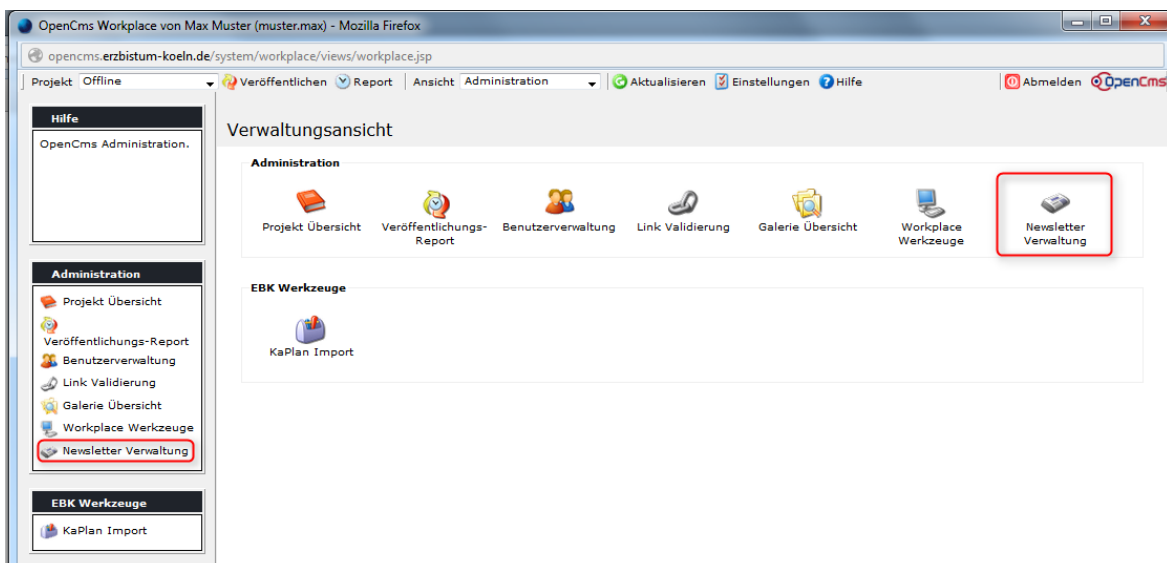 OpenCms Workplace von Max Muster (muster.max) - Mozilla Firefox
opencms.erzbistum-koeln.de/system/workplace/views/workplace.jsp
Projekt Offline Veröffentlichen Report Ansicht Administration Aktualisieren Einstellungen Hilfe Abmelden OpenCms
Hilfe
OpenCms Administration.
Verwaltungsansicht
Administration
Projekt Übersicht
Veröffentlichungs-
Report
Benutzerverwaltung
Link Validierung
Galerie Übersicht
Workplace
Werkzeuge
Newsletter
Verwaltung
EBK Werkzeuge
KaPlan Import
Administration
Projekt Übersicht
Veröffentlichungs-Report
Benutzerverwaltung
Link Validierung
Galerie Übersicht
Workplace Werkzeuge
Newsletter Verwaltung
EBK Werkzeuge
KaPlan Import